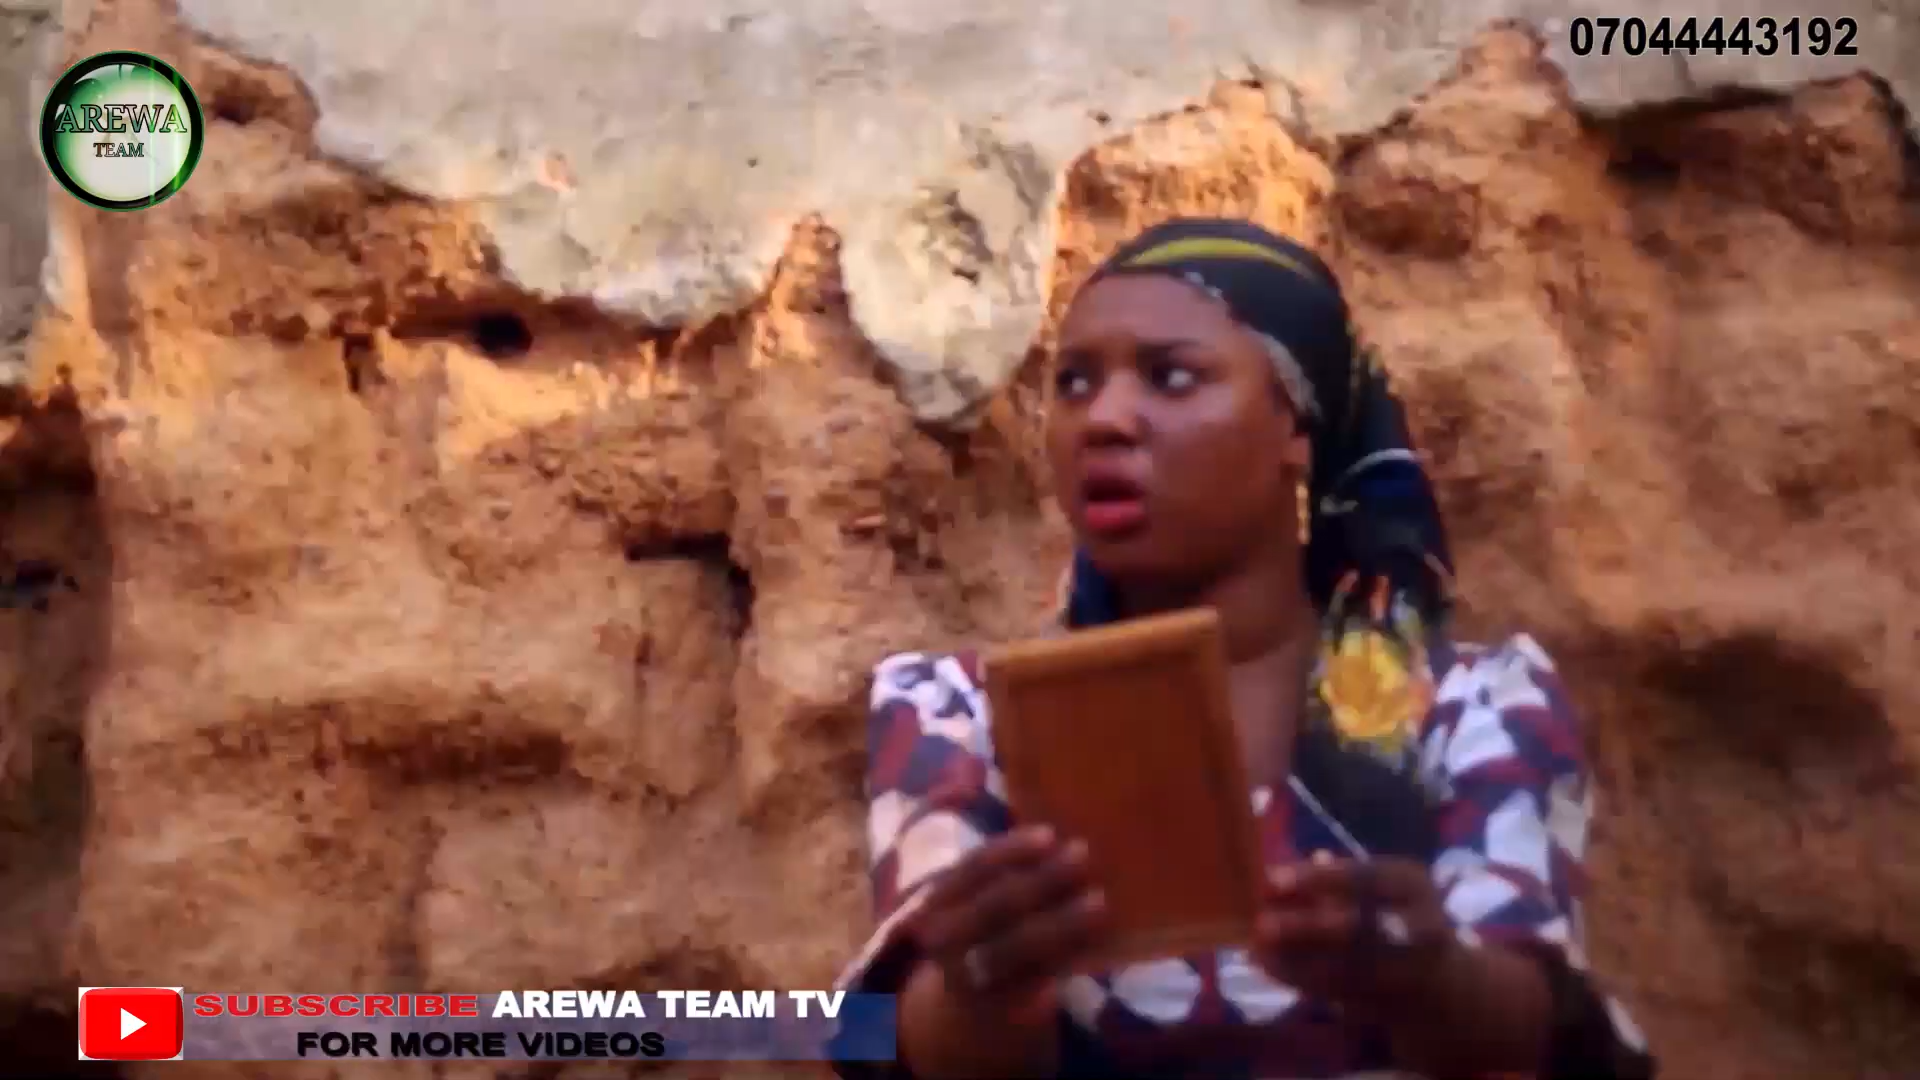 07044443192
AREWA
TEAM
SUBSCRIBE AREWA TEAM TV
FOR MORE VIDEOS